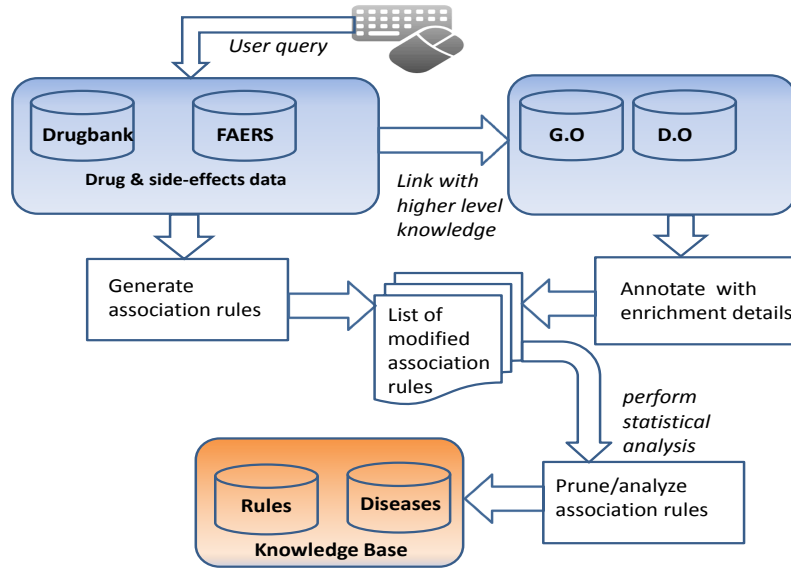 User query
Drugbank
FAERS
Drug & side-effects data
G.O
D.O
Link with
higher level
knowledge
Generate
association rules
List of
modified
association
rules
Annotate with
enrichment details
perform
statistical
analysis
Prune/analyze
association rules
Rules
Diseases
Knowledge Base